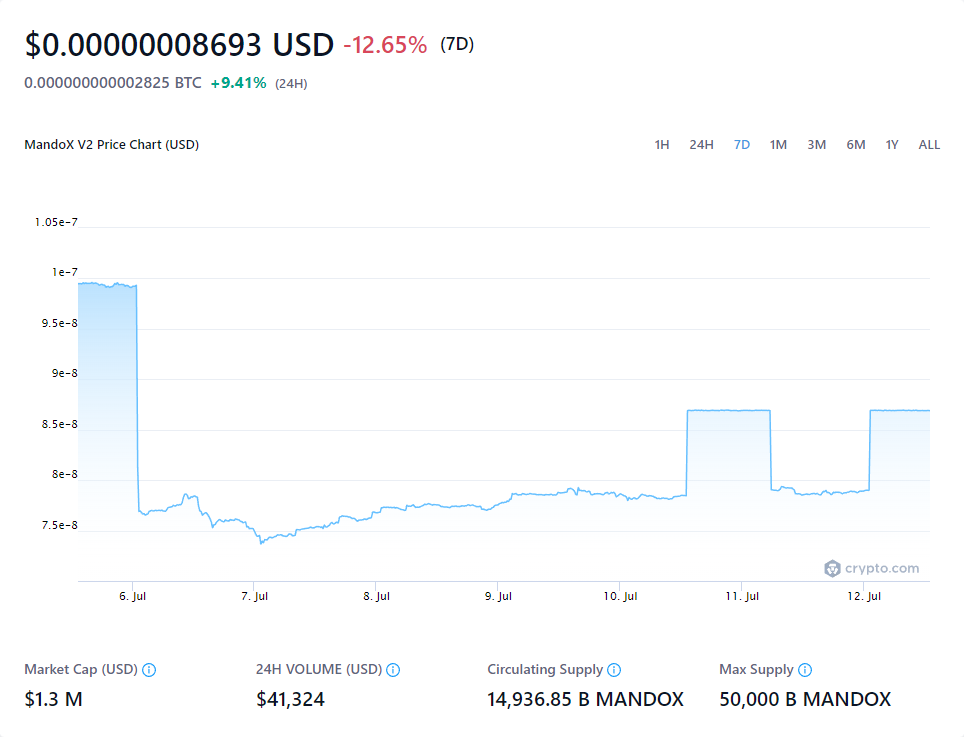 $0.00000008693 USD -12.65% (7D)
0.000000000002825 BTC +9.41% (24H)
MandoX V2 Price Chart (USD) 1H 24H 7D 1M 3M 6M 1Y ALL
1.05e-7
1e-7
9.5e-8
9e-8
8.5e-8
8e-8
7.5e-8
crypto.com
6. Jul 7. Jul 8. Jul 9. Jul 10. Jul 11. Jul 12. Jul
Market Cap (USD) 24H VOLUME (USD) Circulating Supply Max Supply
$1.3 M $41,324 14,936.85 B MANDOX 50,000 B MANDOX